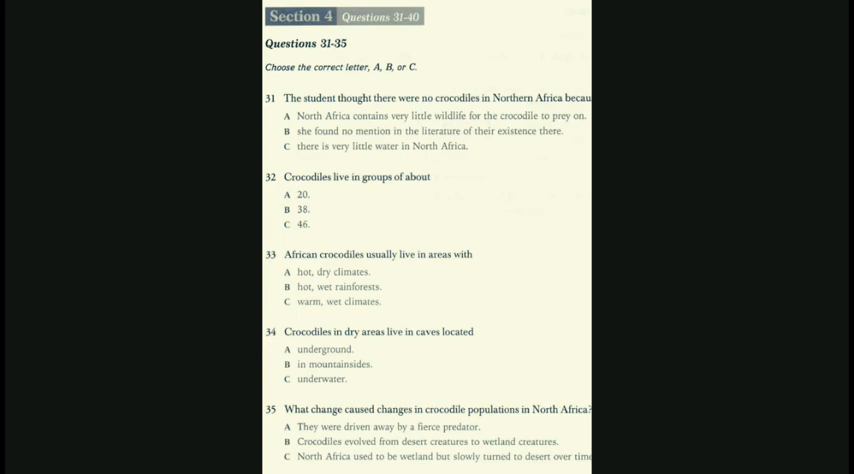 Section 4 Questions 31-40
Questions 31-35
Choose the correct letter, A, B, or C.
31 The student thought there were no crocodiles in Northern Africa
A North Africa contains very little wildlife for the crocodile to prey on.
B she found no mention in the literature of their existence there.
C there is very little water in North Africa.
32 Crocodiles live in groups of about
A 20.
B 38.
C 46.
33 African crocodiles usually live in areas with
A hot, dry climates.
B hot, wet rainforests.
C warm, wet climates.
34 Crocodiles in dry areas live in caves located
A underground.
B in mountainsides.
C underwater.
35 What change caused changes in crocodile populations in North Africa?
A They were driven away by a fierce predator.
B Crocodiles evolved from desert creatures to wetland creatures.
C North Africa used to be wetland but slowly turned to desert over time